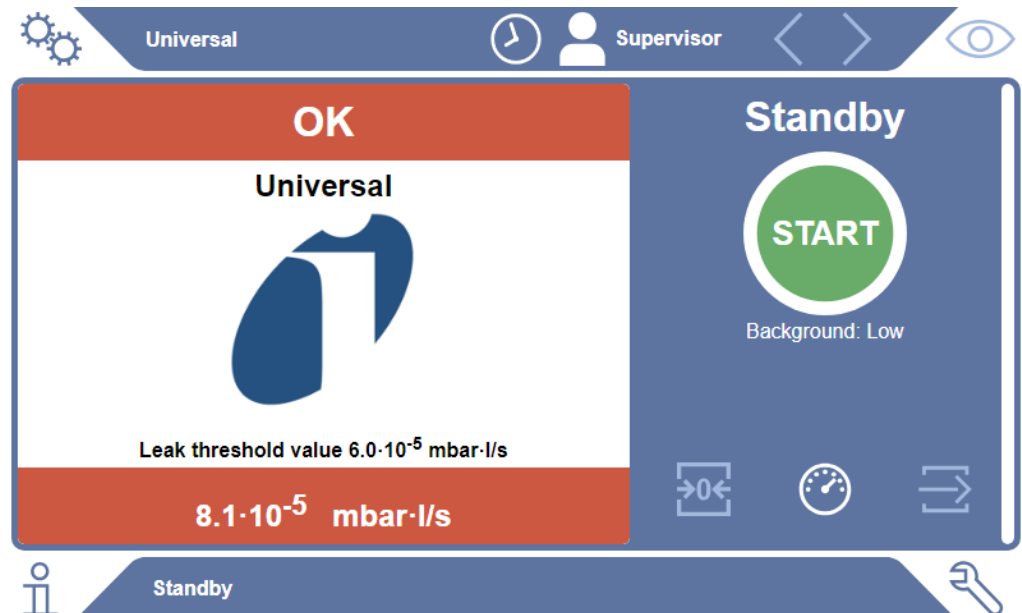 Universal
Supervisor
OK
Universal
Leak threshold value 6.0·10⁻⁵ mbar·l/s
8.1·10⁻⁵ mbar·l/s
Standby
START
Background: Low
→0←
Standby